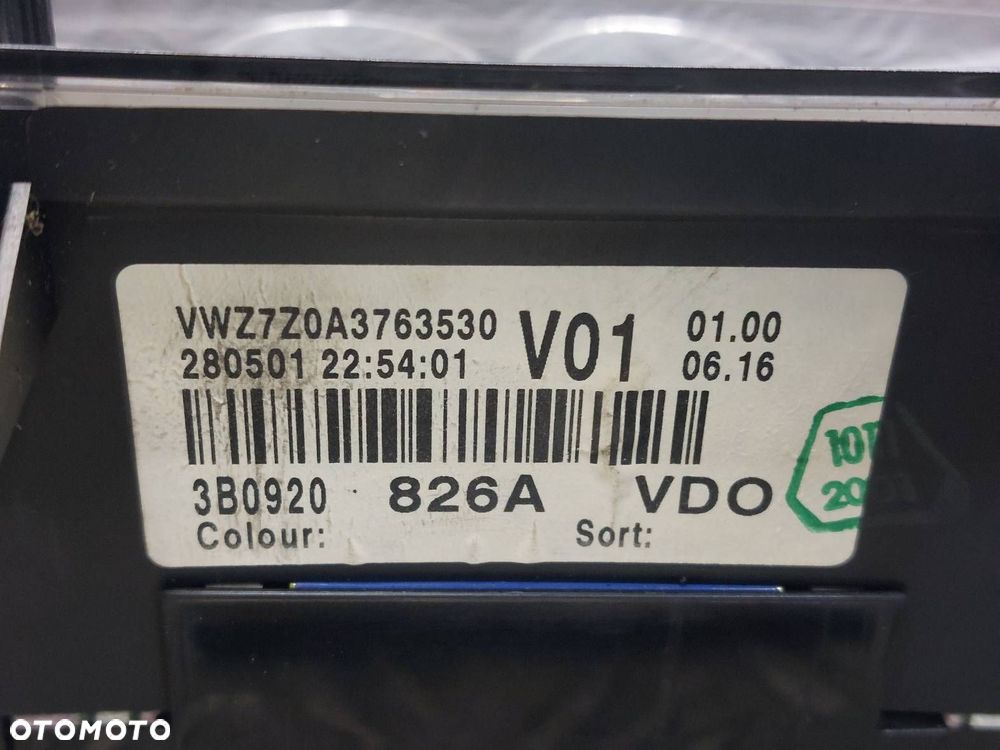 VWZ7Z0A3763530 V01 01.00
280501 22:54:01 06.16
3B0920 826A VDO
Colour: Sort:
OTOMOTO